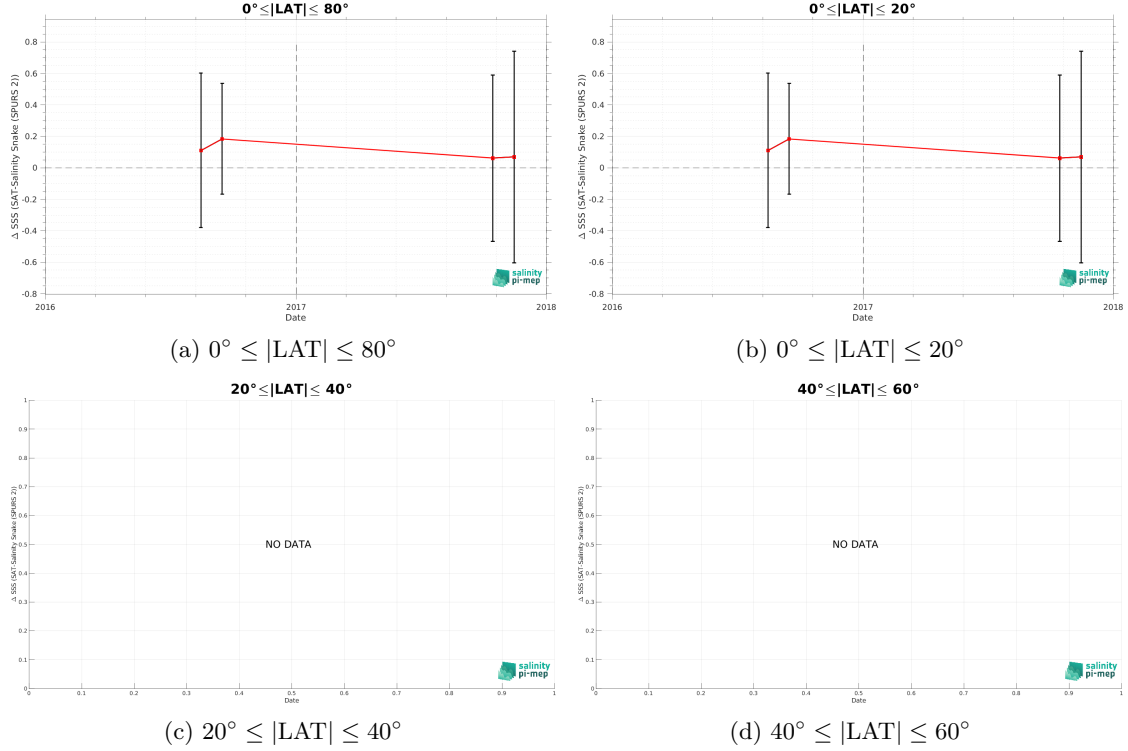 0°≤|LAT|≤ 80°
Δ SSS (SAT-Salinity Snake (SPURS 2))
0.8
0.6
0.4
0.2
0
-0.2
-0.4
-0.6
-0.8
2016
2017
2018
Date
salinity
pi-mep
(a) 0° ≤ |LAT| ≤ 80°
0°≤|LAT|≤ 20°
Δ SSS (SAT-Salinity Snake (SPURS 2))
0.8
0.6
0.4
0.2
0
-0.2
-0.4
-0.6
-0.8
2016
2017
2018
Date
salinity
pi-mep
(b) 0° ≤ |LAT| ≤ 20°
20°≤|LAT|≤ 40°
Δ SSS (SAT-Salinity Snake (SPURS 2))
1
0.9
0.8
0.7
0.6
0.5
0.4
0.3
0.2
0.1
0
NO DATA
0 0.1 0.2 0.3 0.4 0.5 0.6 0.7 0.8 0.9 1
Date
salinity
pi-mep
(c) 20° ≤ |LAT| ≤ 40°
40°≤|LAT|≤ 60°
Δ SSS (SAT-Salinity Snake (SPURS 2))
1
0.9
0.8
0.7
0.6
0.5
0.4
0.3
0.2
0.1
0
NO DATA
0 0.1 0.2 0.3 0.4 0.5 0.6 0.7 0.8 0.9 1
Date
salinity
pi-mep
(d) 40° ≤ |LAT| ≤ 60°